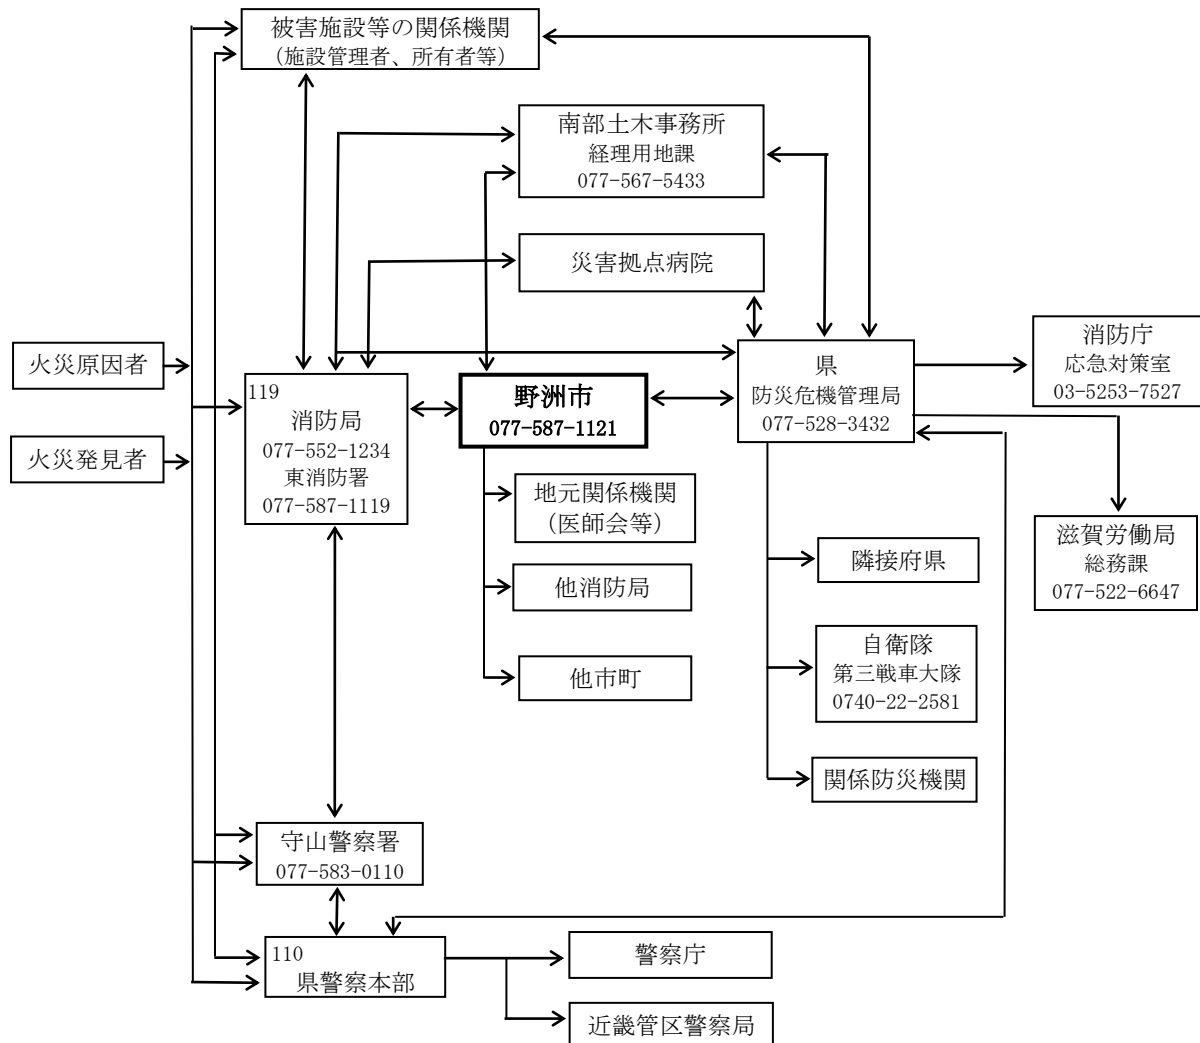 被害施設等の関係機関
（施設管理者、所有者等）
南部土木事務所
経理用地課
077-567-5433
災害拠点病院
火災原因者
火災発見者
119
消防局
077-552-1234
東消防署
077-587-1119
野洲市
077-587-1121
県
防災危機管理局
077-528-3432
消防庁
応急対策室
03-5253-7527
滋賀労働局
総務課
077-522-6647
地元関係機関
（医師会等）
他消防局
他市町
隣接府県
自衛隊
第三戦車大隊
0740-22-2581
関係防災機関
守山警察署
077-583-0110
110
県警察本部
警察庁
近畿管区警察局